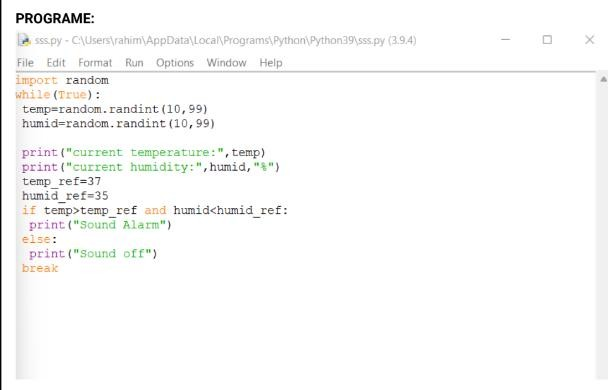 PROGRAME:
sss.py - C:\Users\rahim\AppData\Local\Programs\Python\Python39\sss.py (3.9.4)
File Edit Format Run Options Window Help
import random
while(True):
 temp=random.randint(10,99)
 humid=random.randint(10,99)

 print("current temperature:",temp)
 print("current humidity:",humid,"%")
 temp_ref=37
 humid_ref=35
 if temp>temp_ref and humid<humid_ref:
  print("Sound Alarm")
 else:
  print("Sound off")
 break